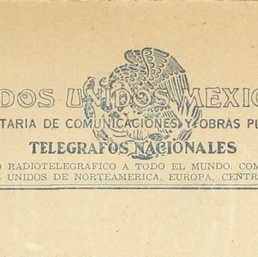 DOS UNIDOS MEXIC
TARIA DE COMUNICACIONES Y OBRAS PU
TELEGRAFOS NACIONALES
O RADIOTELEGRAFICO A TODO EL MUNDO. COM
UNIDOS DE NORTEAMERICA, EUROPA, CENTR